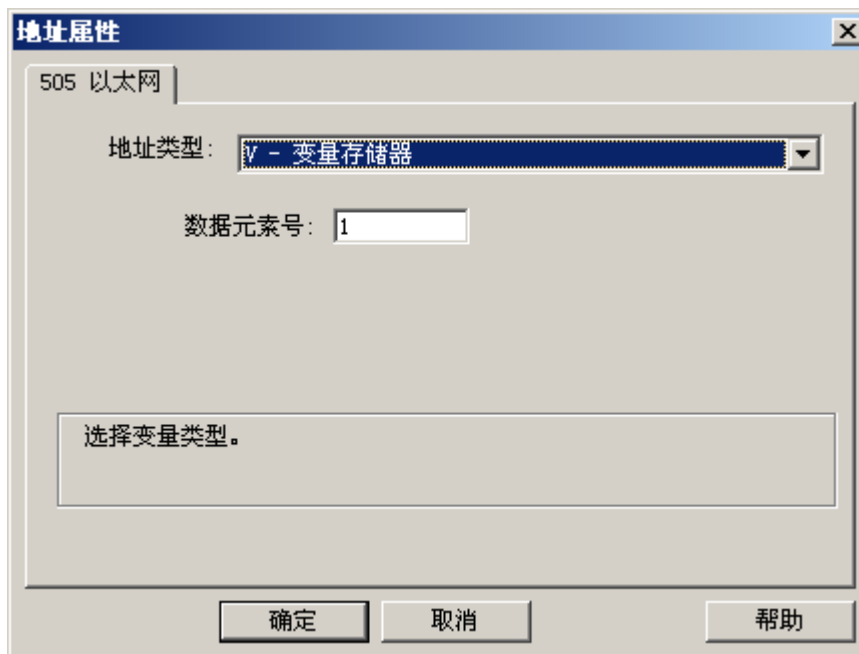 地址属性
505 以太网
地址类型:
V - 变量存储器
数据元素号: 1
选择变量类型。
确定 取消 帮助